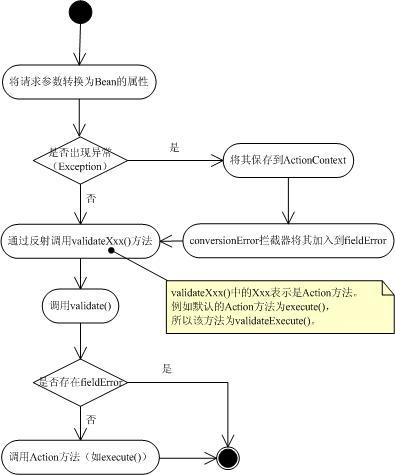 将请求参数转换为Bean的属性
是否出现异常
（Exception）
是
将其保存到ActionContext
否
通过反射调用validateXxx()方法
conversionError拦截器将其加入到fieldError
validateXxx()中的Xxx表示是Action方法。
例如默认的Action方法为execute()，
所以该方法为validateExecute()。
调用validate()
是否存在fieldError
是
否
调用Action方法（如execute()）